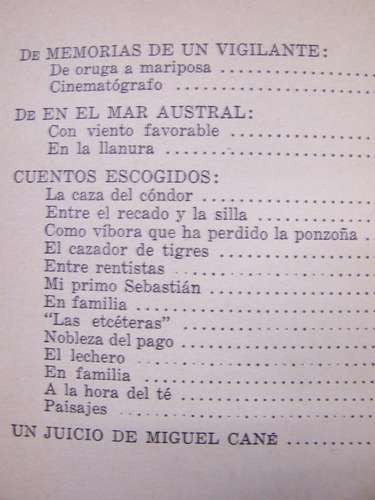 De MEMORIAS DE UN VIGILANTE:
De oruga a mariposa ................
Cinematógrafo ................
De EN EL MAR AUSTRAL:
Con viento favorable ................
En la llanura ................
CUENTOS ESCOGIDOS:
La caza del cóndor ................
Entre el recado y la silla ................
Como víbora que ha perdido la ponzoña ..
El cazador de tigres ................
Entre rentistas ................
Mi primo Sebastián ................
En familia ................
"Las etcéteras" ................
Nobleza del pago ................
El lechero ................
En familia ................
A la hora del té ................
Paisajes ................
UN JUICIO DE MIGUEL CANÉ ..........